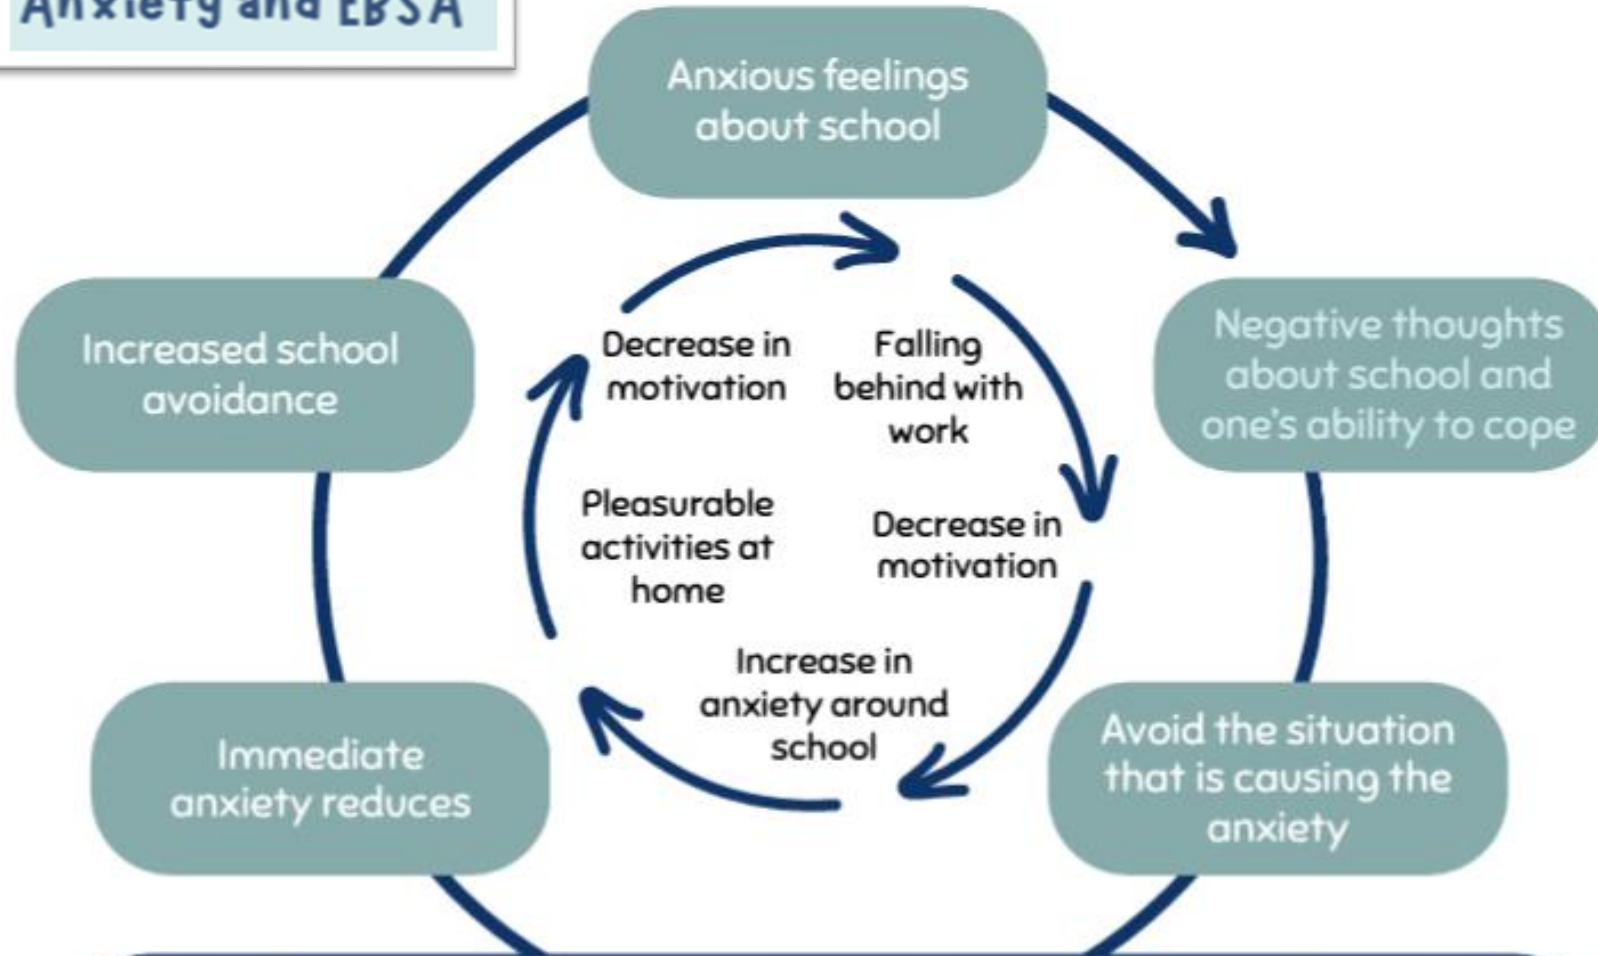 Anxiety and EBSA
Anxious feelings
about school
Negative thoughts
about school and
one's ability to cope
Avoid the situation
that is causing the
anxiety
Immediate
anxiety reduces
Increased school
avoidance
Falling
behind with
work
Decrease in
motivation
Increase in
anxiety around
school
Pleasurable
activities at
home
Decrease in
motivation